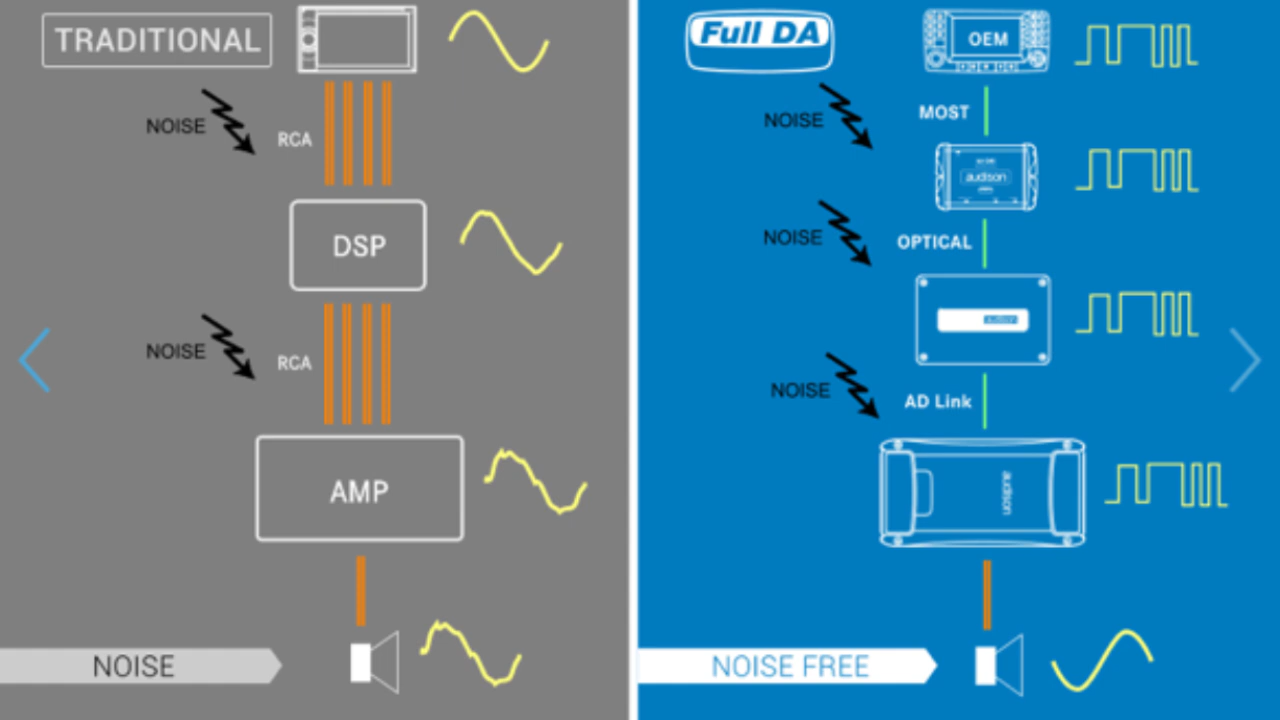 TRADITIONAL
NOISE
RCA
DSP
NOISE
RCA
AMP
NOISE
Full DA
OEM
NOISE
MOST
audison
NOISE
OPTICAL
audison
NOISE
AD Link
audison
NOISE FREE